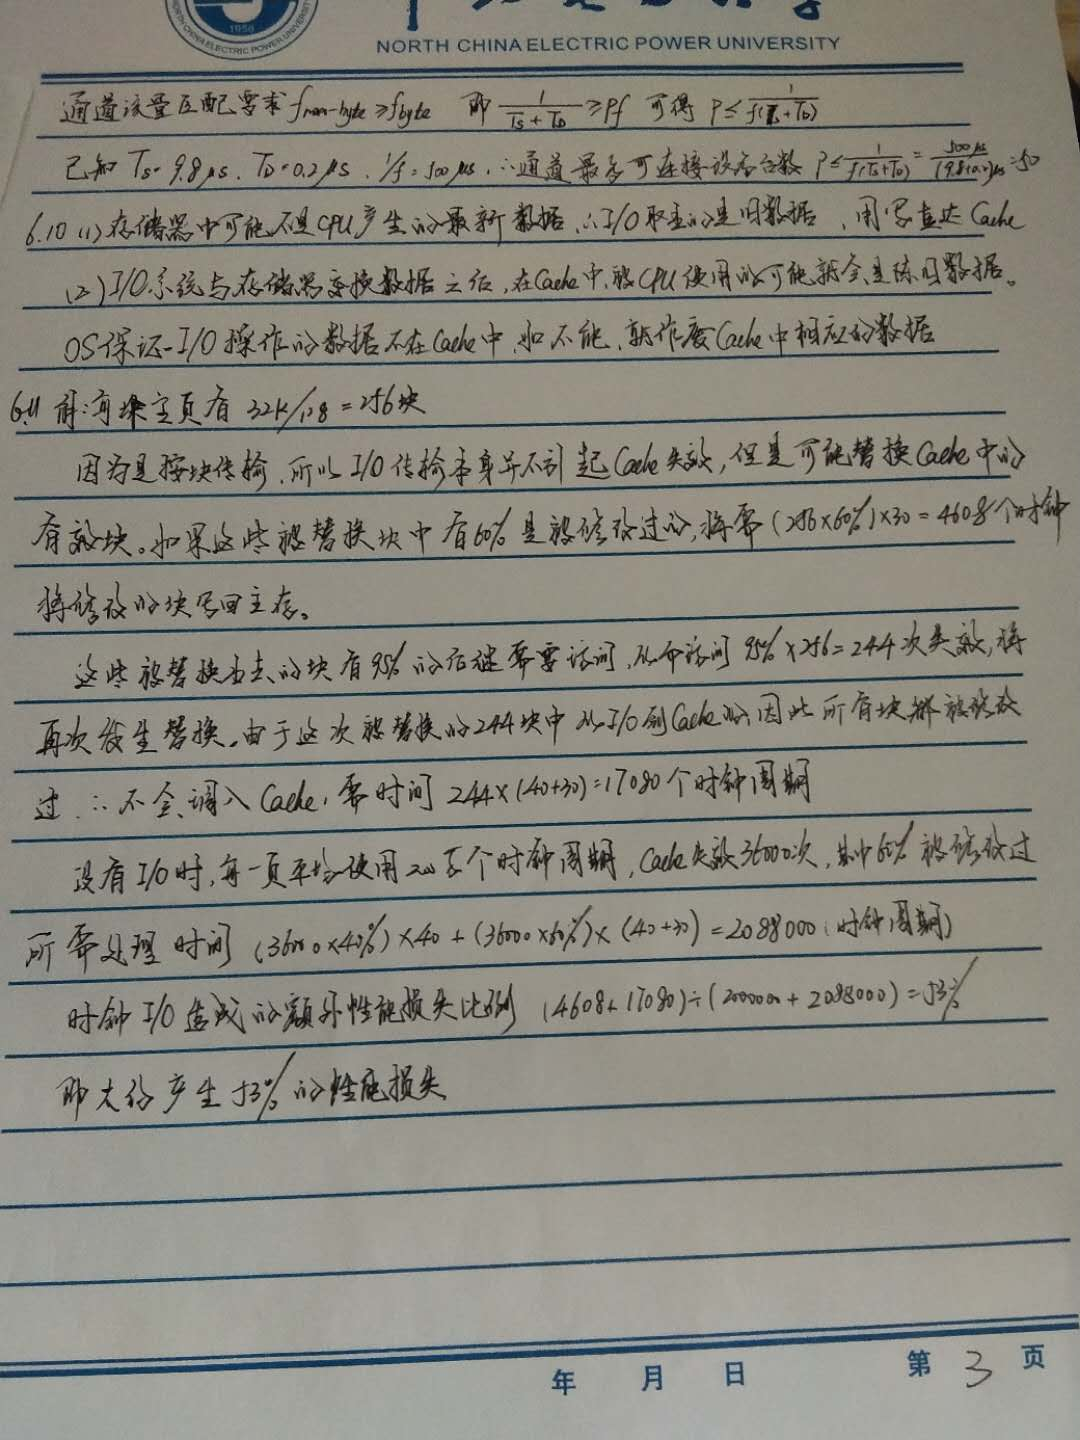 1958
NORTH CHINA ELECTRIC POWER UNIVERSITY
NORTH CHINA ELECTRIC POWER UNIVERSITY
通道流量匹配要求 fman-byte ≥ fbyte 即 1/(Ts+TD) ≥ Pf 可得 P ≤ 1/(f(Ts+TD))
已知 Ts=9.8μs、TD=0.2μs、1/f=500μs、∴通道最多可连接设备台数 P ≤ 1/(f(Ts+TD)) = 500μs/(9.8+0.2)μs=50
6.10 (1) 存储器中可能不是CPU产生的最新数据,∴I/O取至的是旧数据、用写直达Cache
(2) I/O系统与存储器交换数据之后,在Cache中,被CPU使用的可能就会是陈旧数据。
OS保证I/O操作的数据不在Cache中,如不能,就作废Cache中相应的数据
6.11 解:每块主页有 32K/128 = 256块
因为是按块传输,所以I/O传输本身并不引起Cache失效,但是可能替换Cache中的
有效块。如果这些被替换块中有60%是被修改过的,将需(256×60%)×30=4608个时钟
将修改的块写回主存。
这些被替换出去的块有95%的后继需要访问,从而访问95%×256=244次失效,将
再次发生替换。由于这次被替换的244块中从I/O到Cache的,因此所有块都被修改
过,∴不会调入Cache,需时间 244×(40+30)=17080个时钟周期
没有I/O时,每一页平均使用200万个时钟周期,Cache失效36000次,其中60%被修改过
所需处理时间 (36000×40%)×40+(36000×60%)×(40+30)=2088000(时钟周期)
时钟I/O造成的额外性能损失比例 (4608+17080)÷(2000000+2088000)=53%
即大约产生53%的性能损失
年 月 日 第 3 页